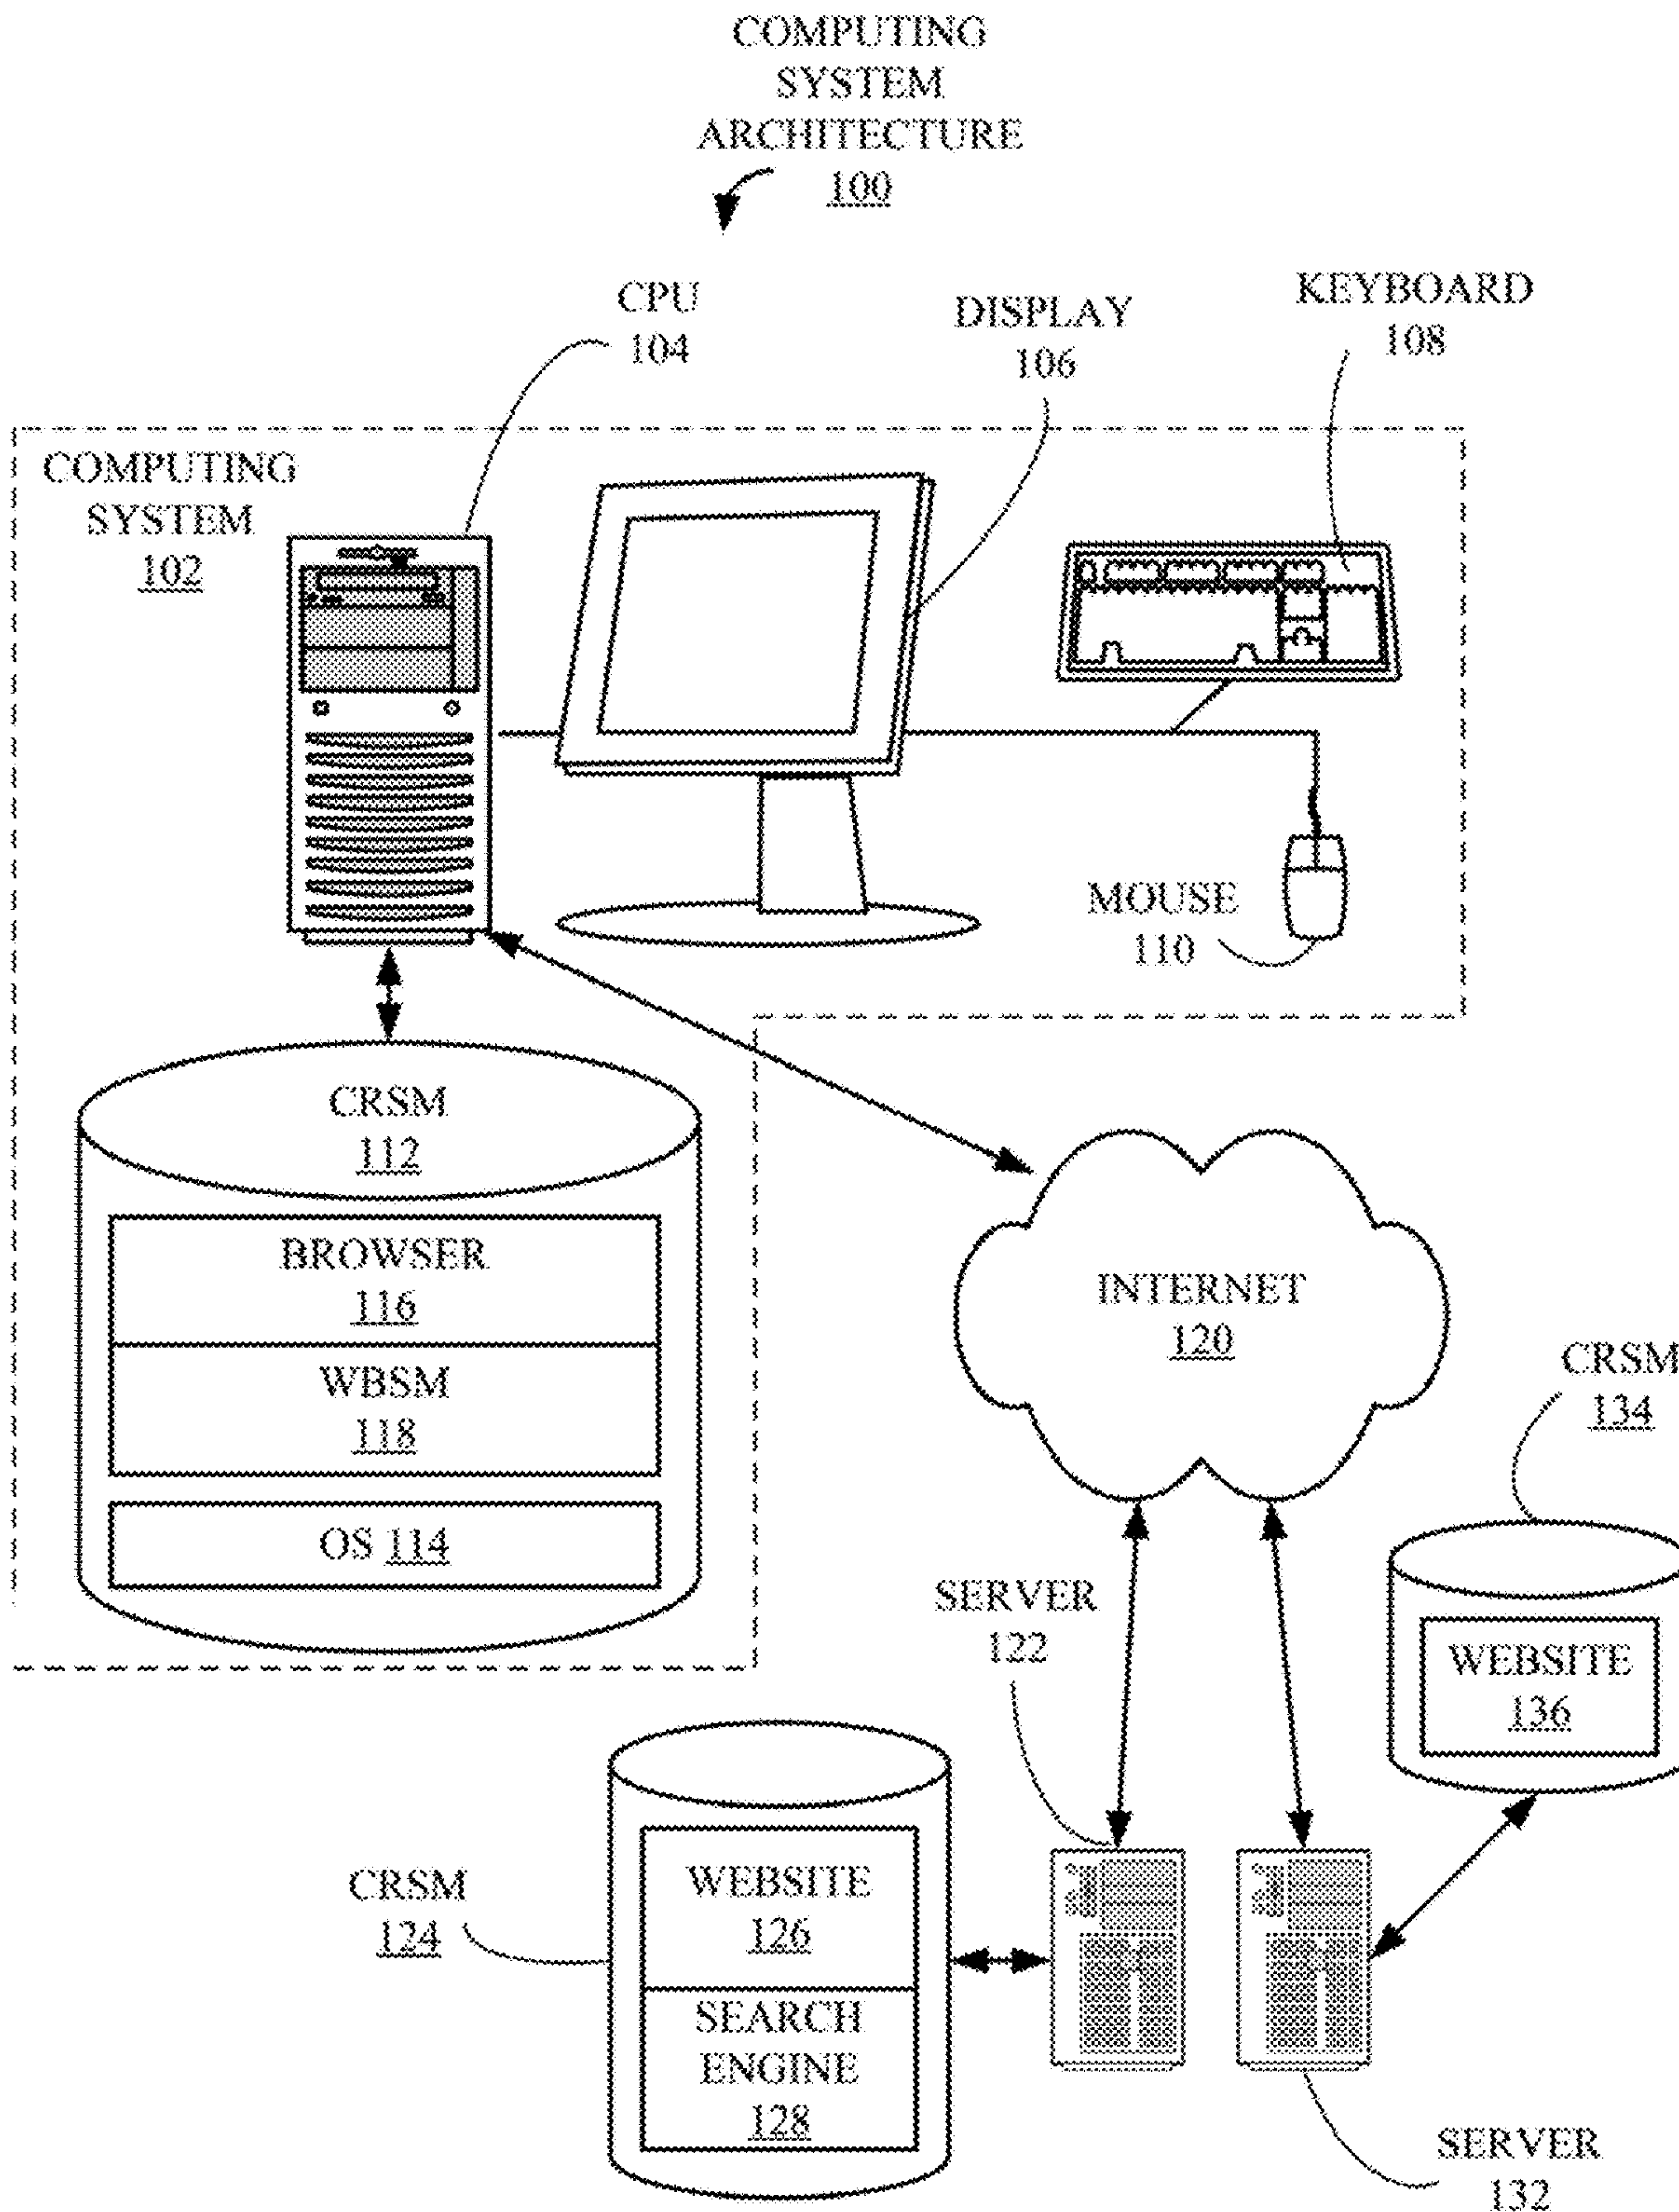 COMPUTING
SYSTEM
ARCHITECTURE
100
CPU
104
DISPLAY
106
KEYBOARD
108
COMPUTING
SYSTEM
102
MOUSE
110
CRSM
112
BROWSER
116
WBSM
118
OS 114
INTERNET
120
CRSM
134
SERVER
122
WEBSITE
136
CRSM
124
WEBSITE
126
SEARCH
ENGINE
128
SERVER
132